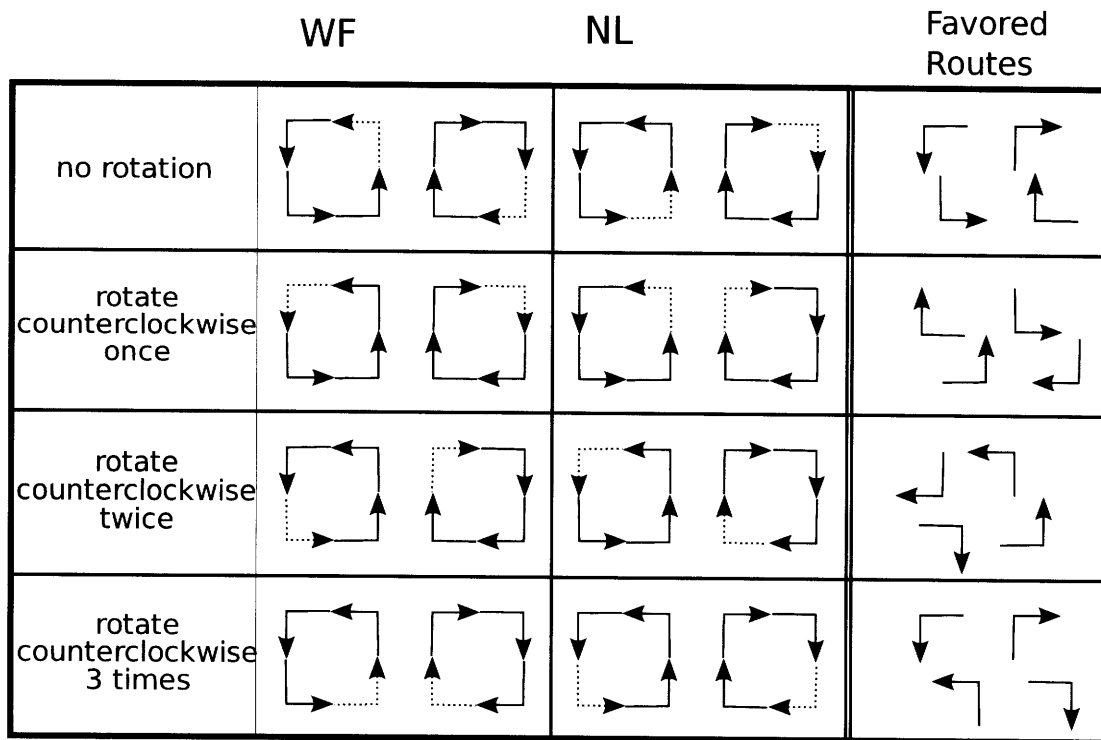 WF
NL
Favored
Routes
no rotation
rotate
counterclockwise
once
rotate
counterclockwise
twice
rotate
counterclockwise
3 times